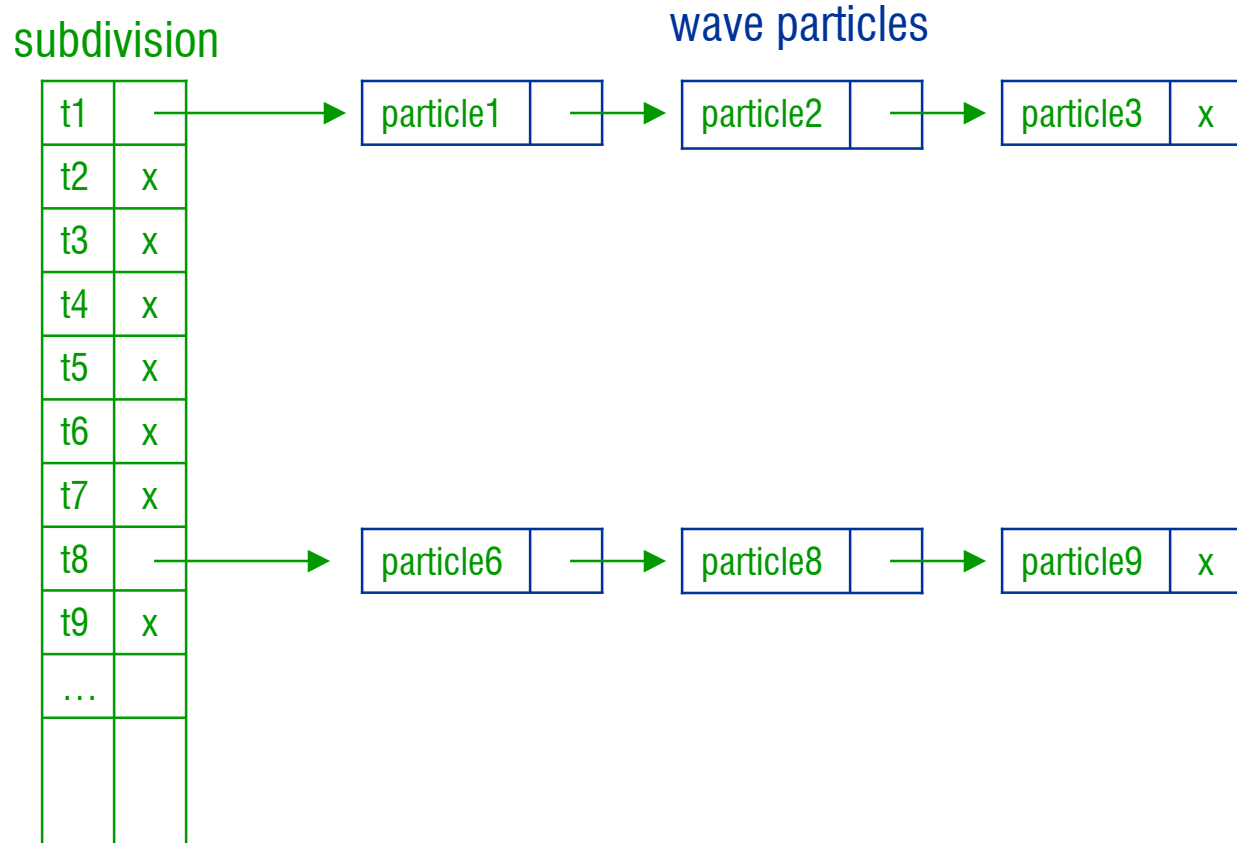 subdivision
wave particles
t1 particle1 particle2 particle3 x
t2 x
t3 x
t4 x
t5 x
t6 x
t7 x
t8 particle6 particle8 particle9 x
t9 x
…